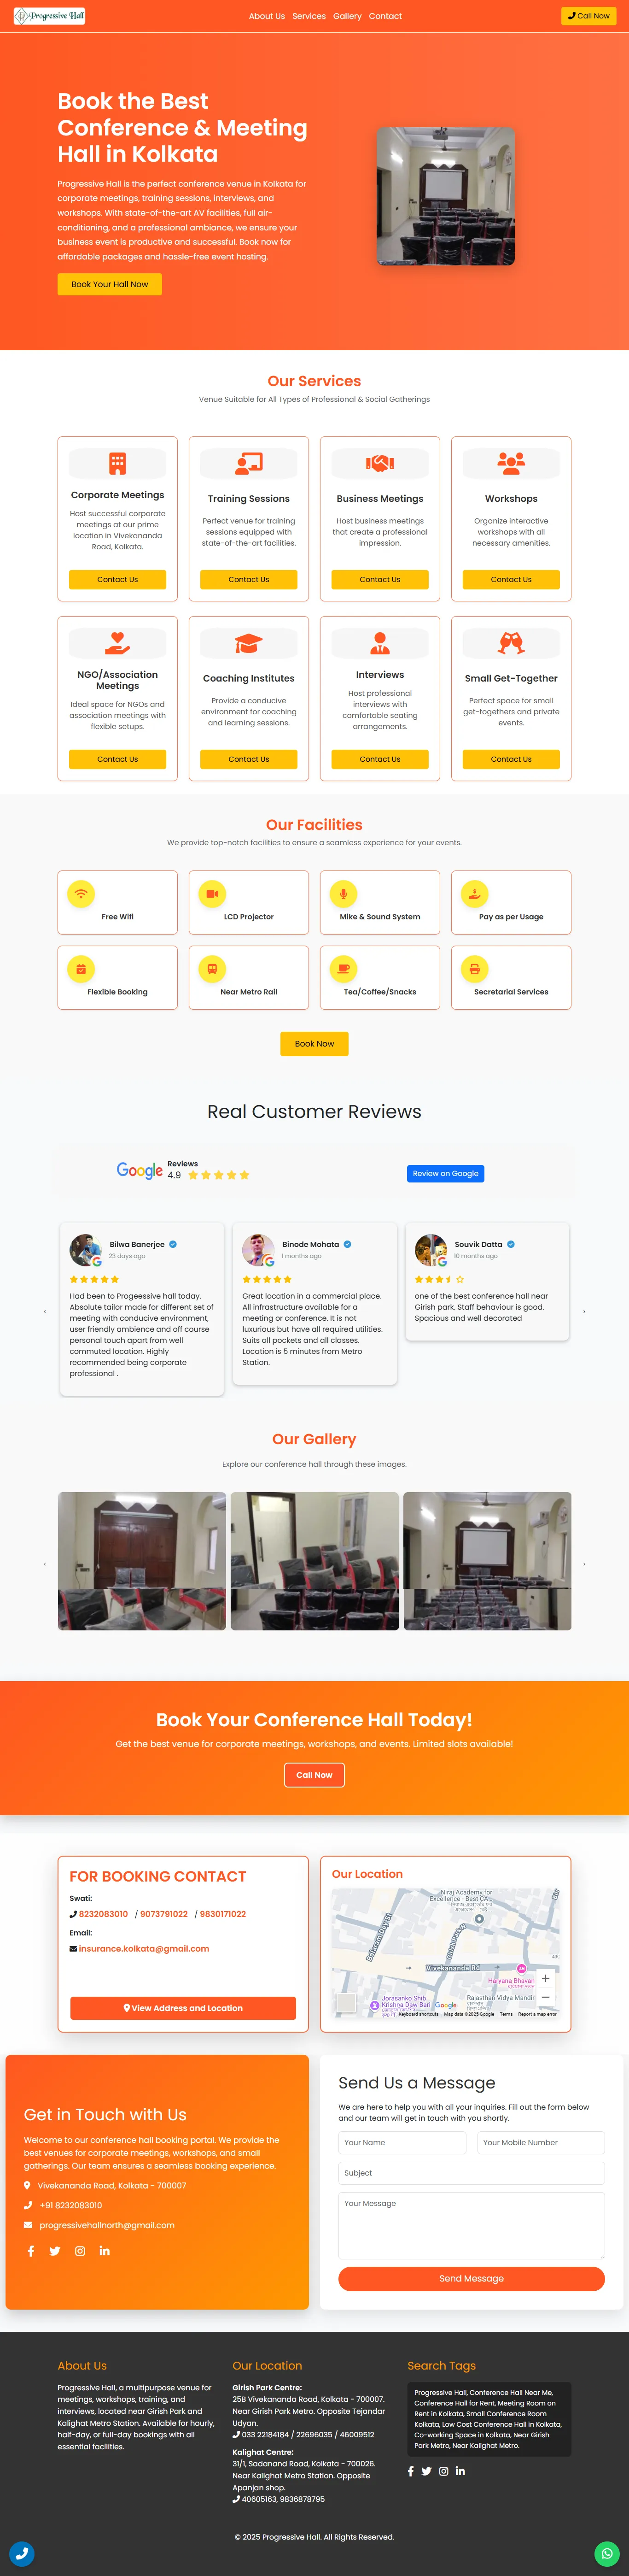 Progressive Hall
About Us Services Gallery Contact
Call Now
Book the Best
Conference & Meeting
Hall in Kolkata
Progressive Hall is the perfect conference venue in Kolkata for
corporate meetings, training sessions, interviews, and
workshops. With state-of-the-art AV facilities, full air-
conditioning, and a professional ambiance, we ensure your
business event is productive and successful. Book now for
affordable packages and hassle-free event hosting.
Book Your Hall Now
Our Services
Venue Suitable for All Types of Professional & Social Gatherings
Corporate Meetings
Host successful corporate
meetings at our prime
location in Vivekananda
Road, Kolkata.
Contact Us
Training Sessions
Perfect venue for training
sessions equipped with
state-of-the-art facilities.
Contact Us
Business Meetings
Host business meetings
that create a professional
impression.
Contact Us
Workshops
Organize interactive
workshops with all
necessary amenities.
Contact Us
NGO/Association
Meetings
Ideal space for NGOs and
association meetings with
flexible setups.
Contact Us
Coaching Institutes
Provide a conducive
environment for coaching
and learning sessions.
Contact Us
Interviews
Host professional
interviews with
comfortable seating
arrangements.
Contact Us
Small Get-Together
Perfect space for small
get-togethers and private
events.
Contact Us
Our Facilities
We provide top-notch facilities to ensure a seamless experience for your events.
Free Wifi
LCD Projector
Mike & Sound System
Pay as per Usage
Flexible Booking
Near Metro Rail
Tea/Coffee/Snacks
Secretarial Services
Book Now
Real Customer Reviews
Google
Reviews
4.9
Review on Google
Bilwa Banerjee
23 days ago
Had been to Progeessive hall today.
Absolute tailor made for different set of
meeting with conducive environment,
user friendly ambience and off course
personal touch apart from well
commuted location. Highly
recommended being corporate
professional .
Binode Mohata
1 months ago
Great location in a commercial place.
All infrastructure available for a
meeting or conference. It is not
luxurious but have all required utilities.
Suits all pockets and all classes.
Location is 5 minutes from Metro
Station.
Souvik Datta
10 months ago
one of the best conference hall near
Girish park. Staff behaviour is good.
Spacious and well decorated
Our Gallery
Explore our conference hall through these images.
Book Your Conference Hall Today!
Get the best venue for corporate meetings, workshops, and events. Limited slots available!
Call Now
FOR BOOKING CONTACT
Swati:
8232083010 / 9073791022 / 9830171022
Email:
insurance.kolkata@gmail.com
View Address and Location
Our Location
Niraj Academy for
Excellence - Best CA
Balaram Dey St
Girish Park N
Vivekananda Rd
Haryana Bhavan
Jorasanko Shib
Krishna Daw Bari
Rajasthan Vidya Mandir
Google
Keyboard shortcuts Map data ©2025 Google Terms Report a map error
Get in Touch with Us
Welcome to our conference hall booking portal. We provide the
best venues for corporate meetings, workshops, and small
gatherings. Our team ensures a seamless booking experience.
Vivekananda Road, Kolkata - 700007
+91 8232083010
progressivehallnorth@gmail.com
Send Us a Message
We are here to help you with all your inquiries. Fill out the form below
and our team will get in touch with you shortly.
Your Name
Your Mobile Number
Subject
Your Message
Send Message
About Us
Progressive Hall, a multipurpose venue for
meetings, workshops, training, and
interviews, located near Girish Park and
Kalighat Metro Station. Available for hourly,
half-day, or full-day bookings with all
essential facilities.
Our Location
Girish Park Centre:
25B Vivekananda Road, Kolkata - 700007.
Near Girish Park Metro. Opposite Tejandar
Udyan.
033 22184184 / 22696035 / 46009512
Kalighat Centre:
31/1, Sadanand Road, Kolkata - 700026.
Near Kalighat Metro Station. Opposite
Apanjan shop.
40605163, 9836878795
Search Tags
Progressive Hall, Conference Hall Near Me,
Conference Hall for Rent, Meeting Room on
Rent in Kolkata, Small Conference Room
Kolkata, Low Cost Conference Hall in Kolkata,
Co-working Space in Kolkata, Near Girish
Park Metro, Near Kalighat Metro.
© 2025 Progressive Hall. All Rights Reserved.